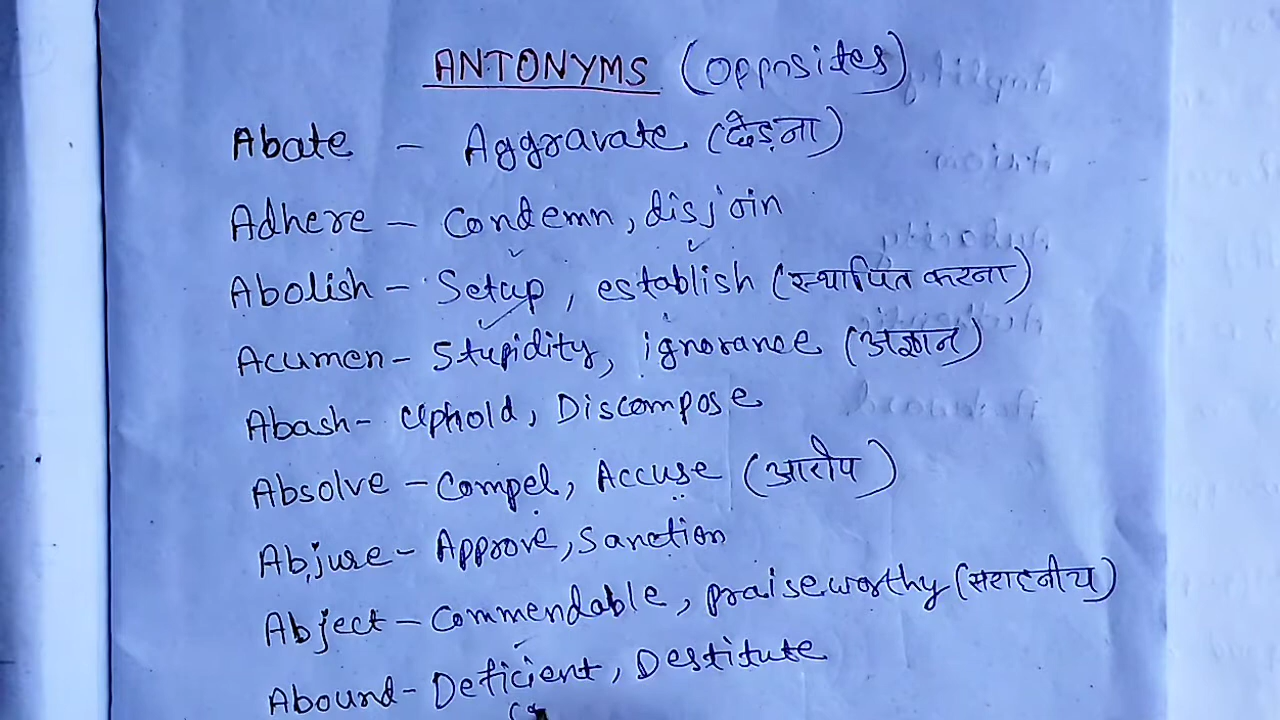 ANTONYMS (Opposites)
Abate - Aggravate (छेड़ना)
Adhere - Condemn, disjoin
Abolish - Setup, establish (स्थापित करना)
Acumen - Stupidity, ignorance (अज्ञान)
Abash - Uphold, Discompose
Absolve - Compel, Accuse (आरोप)
Abjure - Approve, Sanction
Abject - Commendable, praiseworthy (सराहनीय)
Abound - Deficient, Destitute